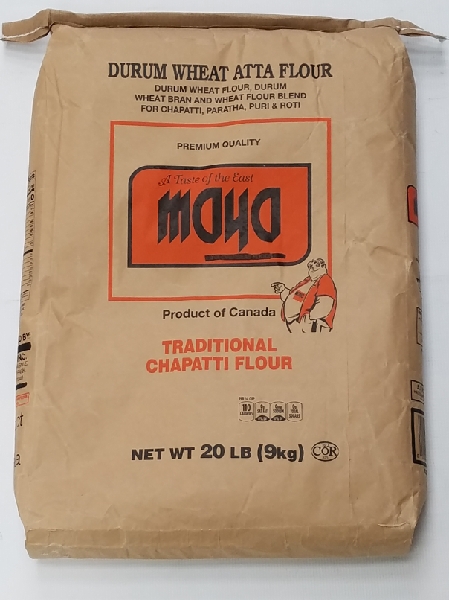 DURUM WHEAT ATTA FLOUR
DURUM WHEAT FLOUR, DURUM
WHEAT BRAN AND WHEAT FLOUR BLEND
FOR CHAPATTI, PARATHA, PURI & ROTI
PREMIUM QUALITY
A Taste of the East
maya
Product of Canada
TRADITIONAL
CHAPATTI FLOUR
110
NET WT 20 LB (9kg)
COR